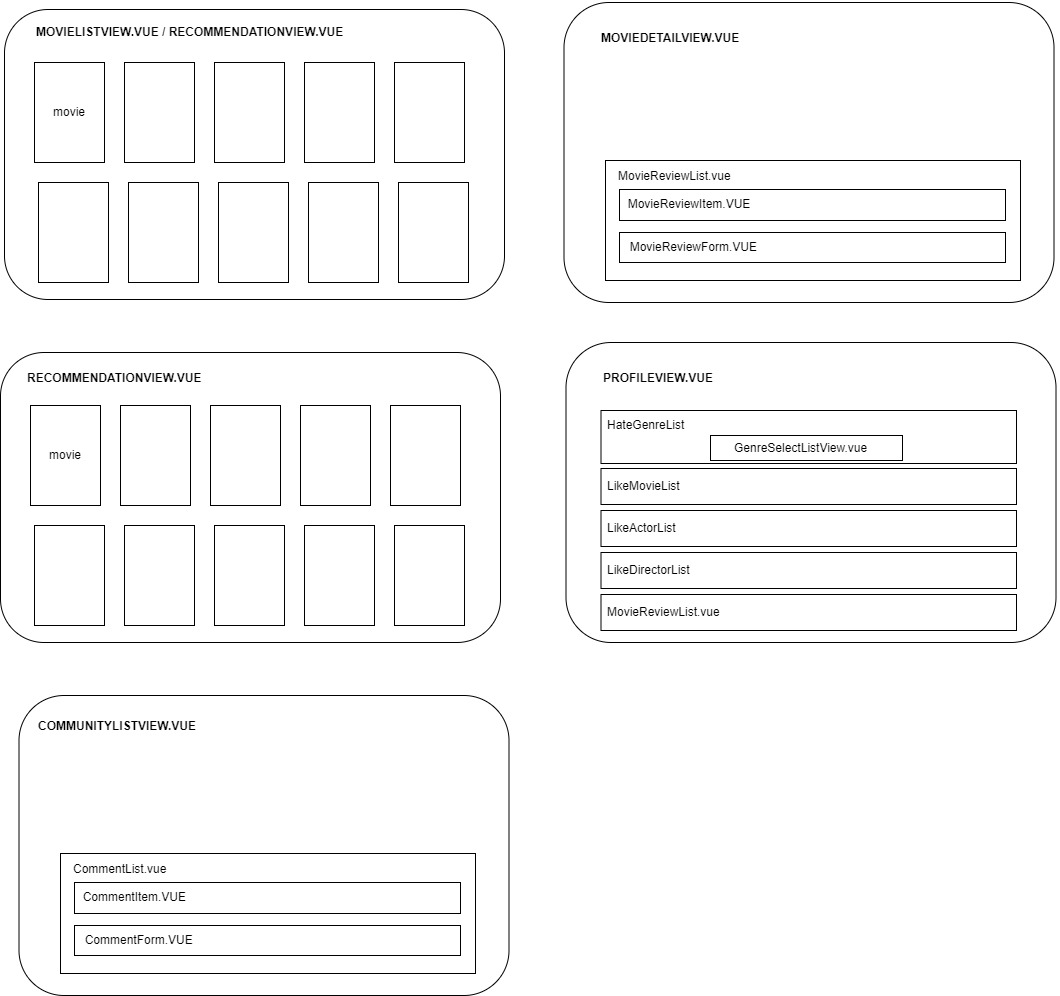 MOVIELISTVIEW.VUE / RECOMMENDATIONVIEW.VUE
movie
MOVIEDETAILVIEW.VUE
MovieReviewList.vue
MovieReviewItem.VUE
MovieReviewForm.VUE
RECOMMENDATIONVIEW.VUE
movie
PROFILEVIEW.VUE
HateGenreList
GenreSelectListView.vue
LikeMovieList
LikeActorList
LikeDirectorList
MovieReviewList.vue
COMMUNITYLISTVIEW.VUE
CommentList.vue
CommentItem.VUE
CommentForm.VUE